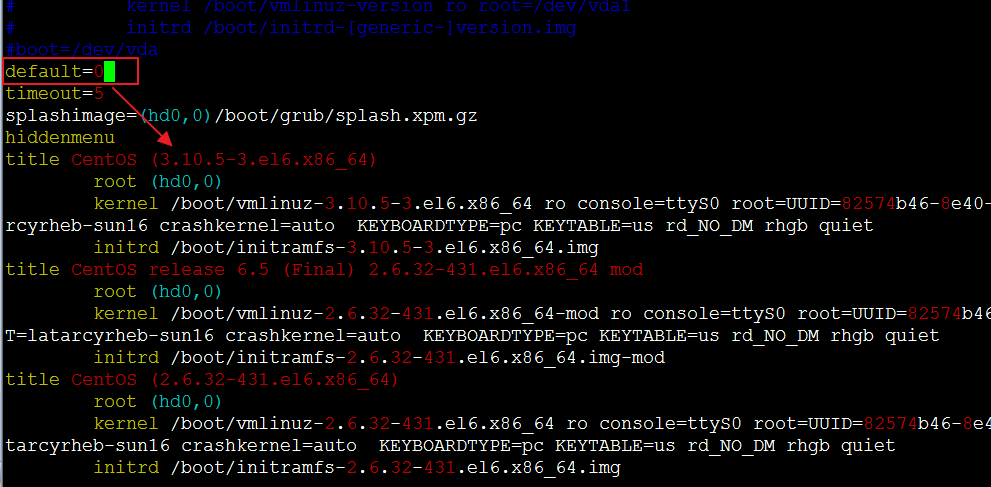 #          kernel /boot/vmlinuz-version ro root=/dev/vda1
#          initrd /boot/initrd-[generic-]version.img
#boot=/dev/vda
default=0
timeout=5
splashimage=(hd0,0)/boot/grub/splash.xpm.gz
hiddenmenu
title CentOS (3.10.5-3.el6.x86_64)
        root (hd0,0)
        kernel /boot/vmlinuz-3.10.5-3.el6.x86_64 ro console=ttyS0 root=UUID=82574b46-8e40-
rcyrheb-sun16 crashkernel=auto  KEYBOARDTYPE=pc KEYTABLE=us rd_NO_DM rhgb quiet
        initrd /boot/initramfs-3.10.5-3.el6.x86_64.img
title CentOS release 6.5 (Final) 2.6.32-431.el6.x86_64 mod
        root (hd0,0)
        kernel /boot/vmlinuz-2.6.32-431.el6.x86_64-mod ro console=ttyS0 root=UUID=82574b46
T=latarcyrheb-sun16 crashkernel=auto  KEYBOARDTYPE=pc KEYTABLE=us rd_NO_DM rhgb quiet
        initrd /boot/initramfs-2.6.32-431.el6.x86_64.img-mod
title CentOS (2.6.32-431.el6.x86_64)
        root (hd0,0)
        kernel /boot/vmlinuz-2.6.32-431.el6.x86_64 ro console=ttyS0 root=UUID=82574b46-8e4
tarcyrheb-sun16 crashkernel=auto  KEYBOARDTYPE=pc KEYTABLE=us rd_NO_DM rhgb quiet
        initrd /boot/initramfs-2.6.32-431.el6.x86_64.img